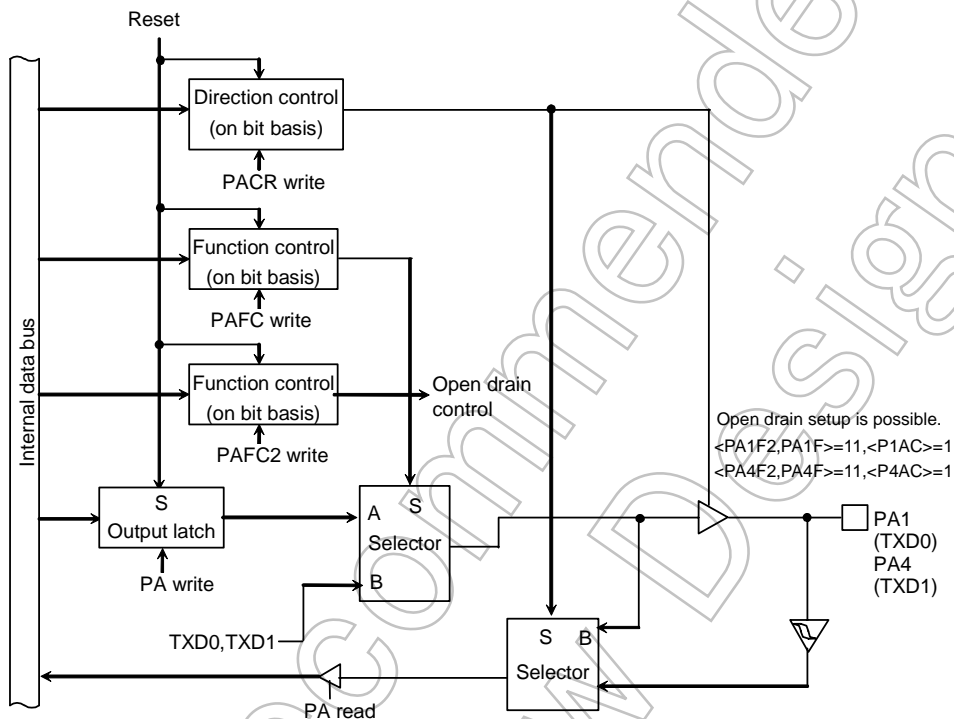 Reset
Direction control
(on bit basis)
PACR write
Function control
(on bit basis)
PAFC write
Function control
(on bit basis)
PAFC2 write
Open drain
control
Internal data bus
S
Output latch
PA write
A
S
Selector
B
TXD0,TXD1
Open drain setup is possible.
<PA1F2,PA1F>=11,<P1AC>=1
<PA4F2,PA4F>=11,<P4AC>=1
PA1
(TXD0)
PA4
(TXD1)
S
B
Selector
PA read
commende
w Design